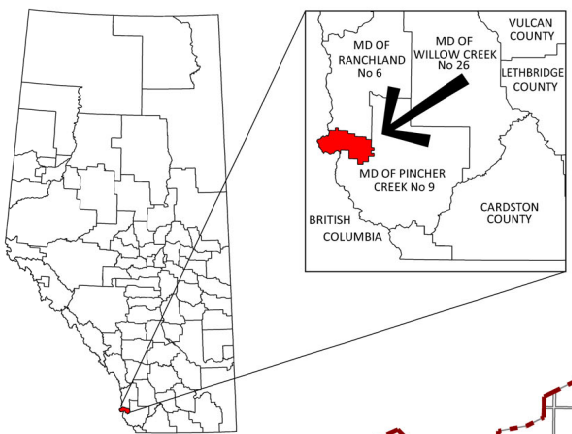 VULCAN
COUNTY
MD OF
RANCHLAND
No 6
MD OF
WILLOW CREEK
No 26
LETHBRIDGE
COUNTY
MD OF PINCHER
CREEK No 9
CARDSTON
COUNTY
BRITISH
COLUMBIA